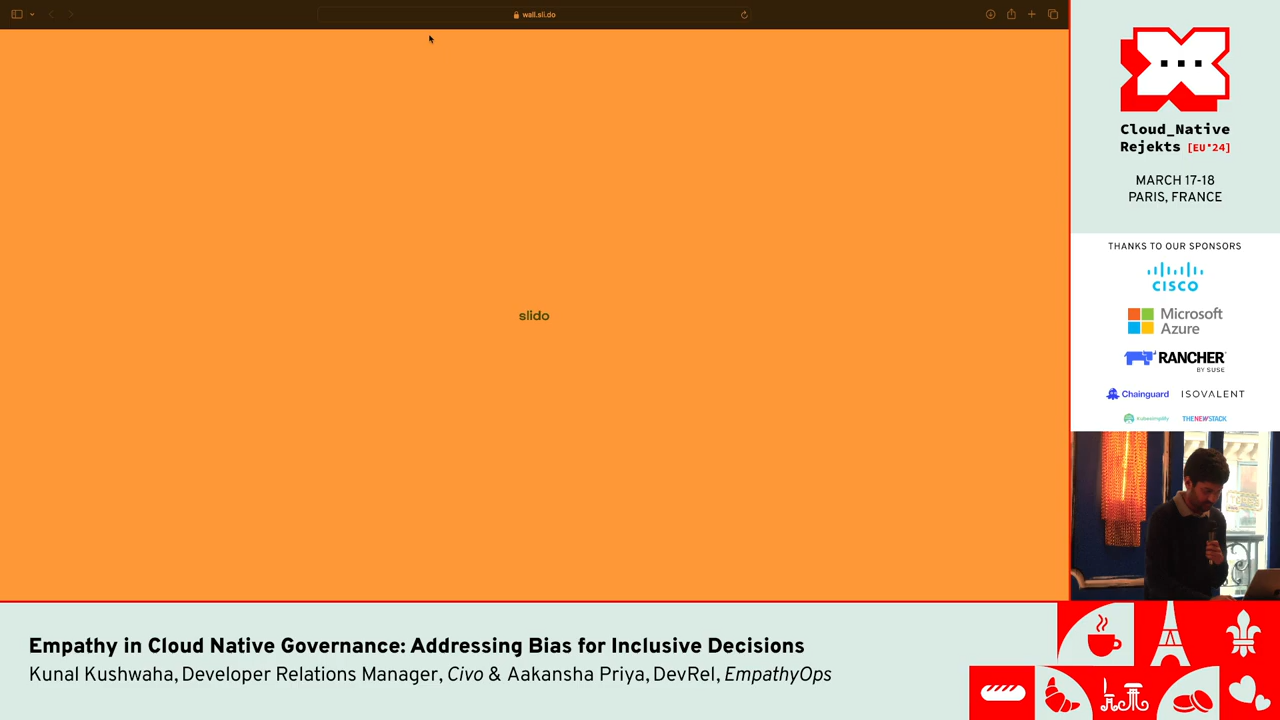 wall.sli.do
slido
Cloud_Native
Rejekts [EU'24]
MARCH 17-18
PARIS, FRANCE
THANKS TO OUR SPONSORS
CISCO
Microsoft
Azure
RANCHER
BY SUSE
Chainguard
ISOVALENT
Kubesimplify
THENEWSTACK
Empathy in Cloud Native Governance: Addressing Bias for Inclusive Decisions
Kunal Kushwaha, Developer Relations Manager, Civo & Aakansha Priya, DevRel, EmpathyOps